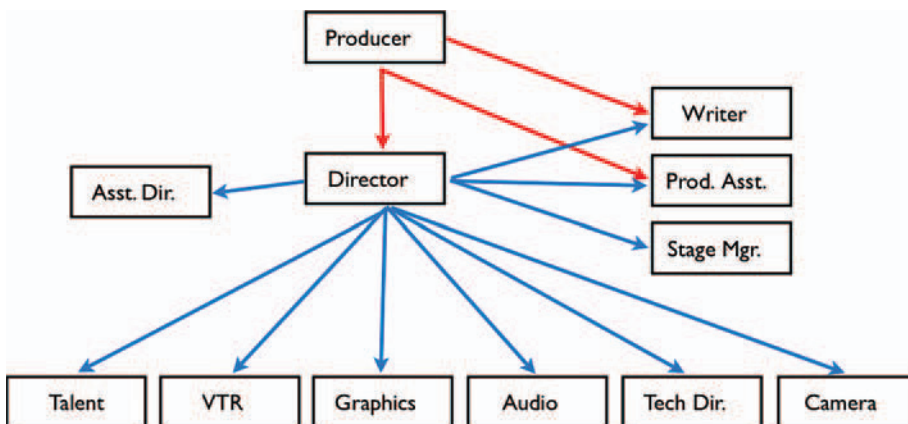 Producer
Writer
Director
Prod. Asst.
Asst. Dir.
Stage Mgr.
Talent
VTR
Graphics
Audio
Tech Dir.
Camera